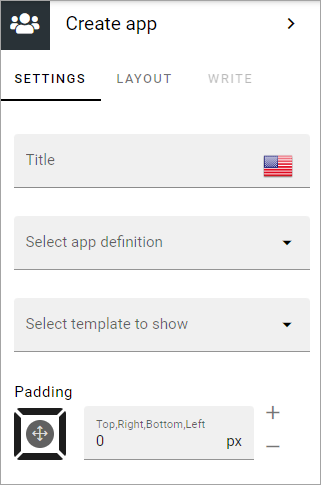 Create app
SETTINGS LAYOUT WRITE
Title
Select app definition
Select template to show
Padding
Top,Right,Bottom,Left
0 px